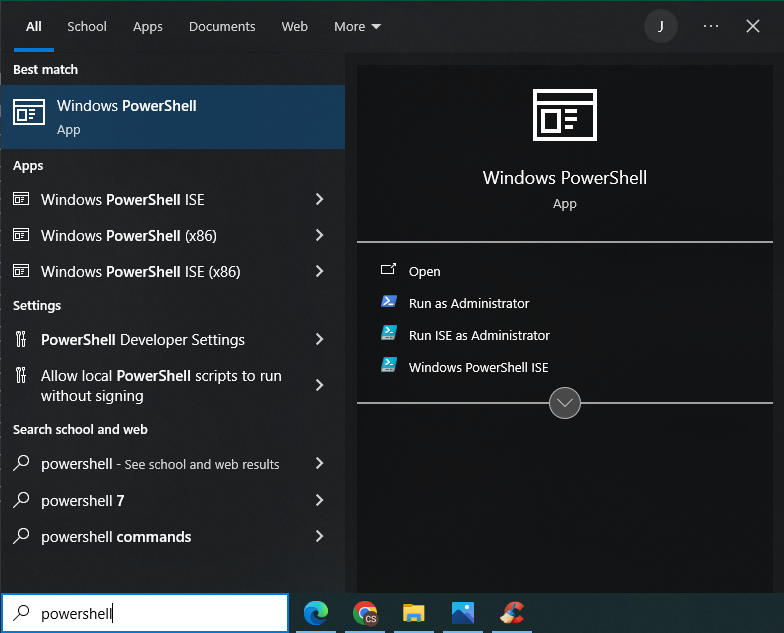 All School Apps Documents Web More J
Best match
Windows PowerShell
App
Apps
Windows PowerShell ISE
Windows PowerShell (x86)
Windows PowerShell ISE (x86)
Settings
PowerShell Developer Settings
Allow local PowerShell scripts to run
without signing
Search school and web
powershell - See school and web results
powershell 7
powershell commands
Windows PowerShell
App
Open
Run as Administrator
Run ISE as Administrator
Windows PowerShell ISE
powershell
CS